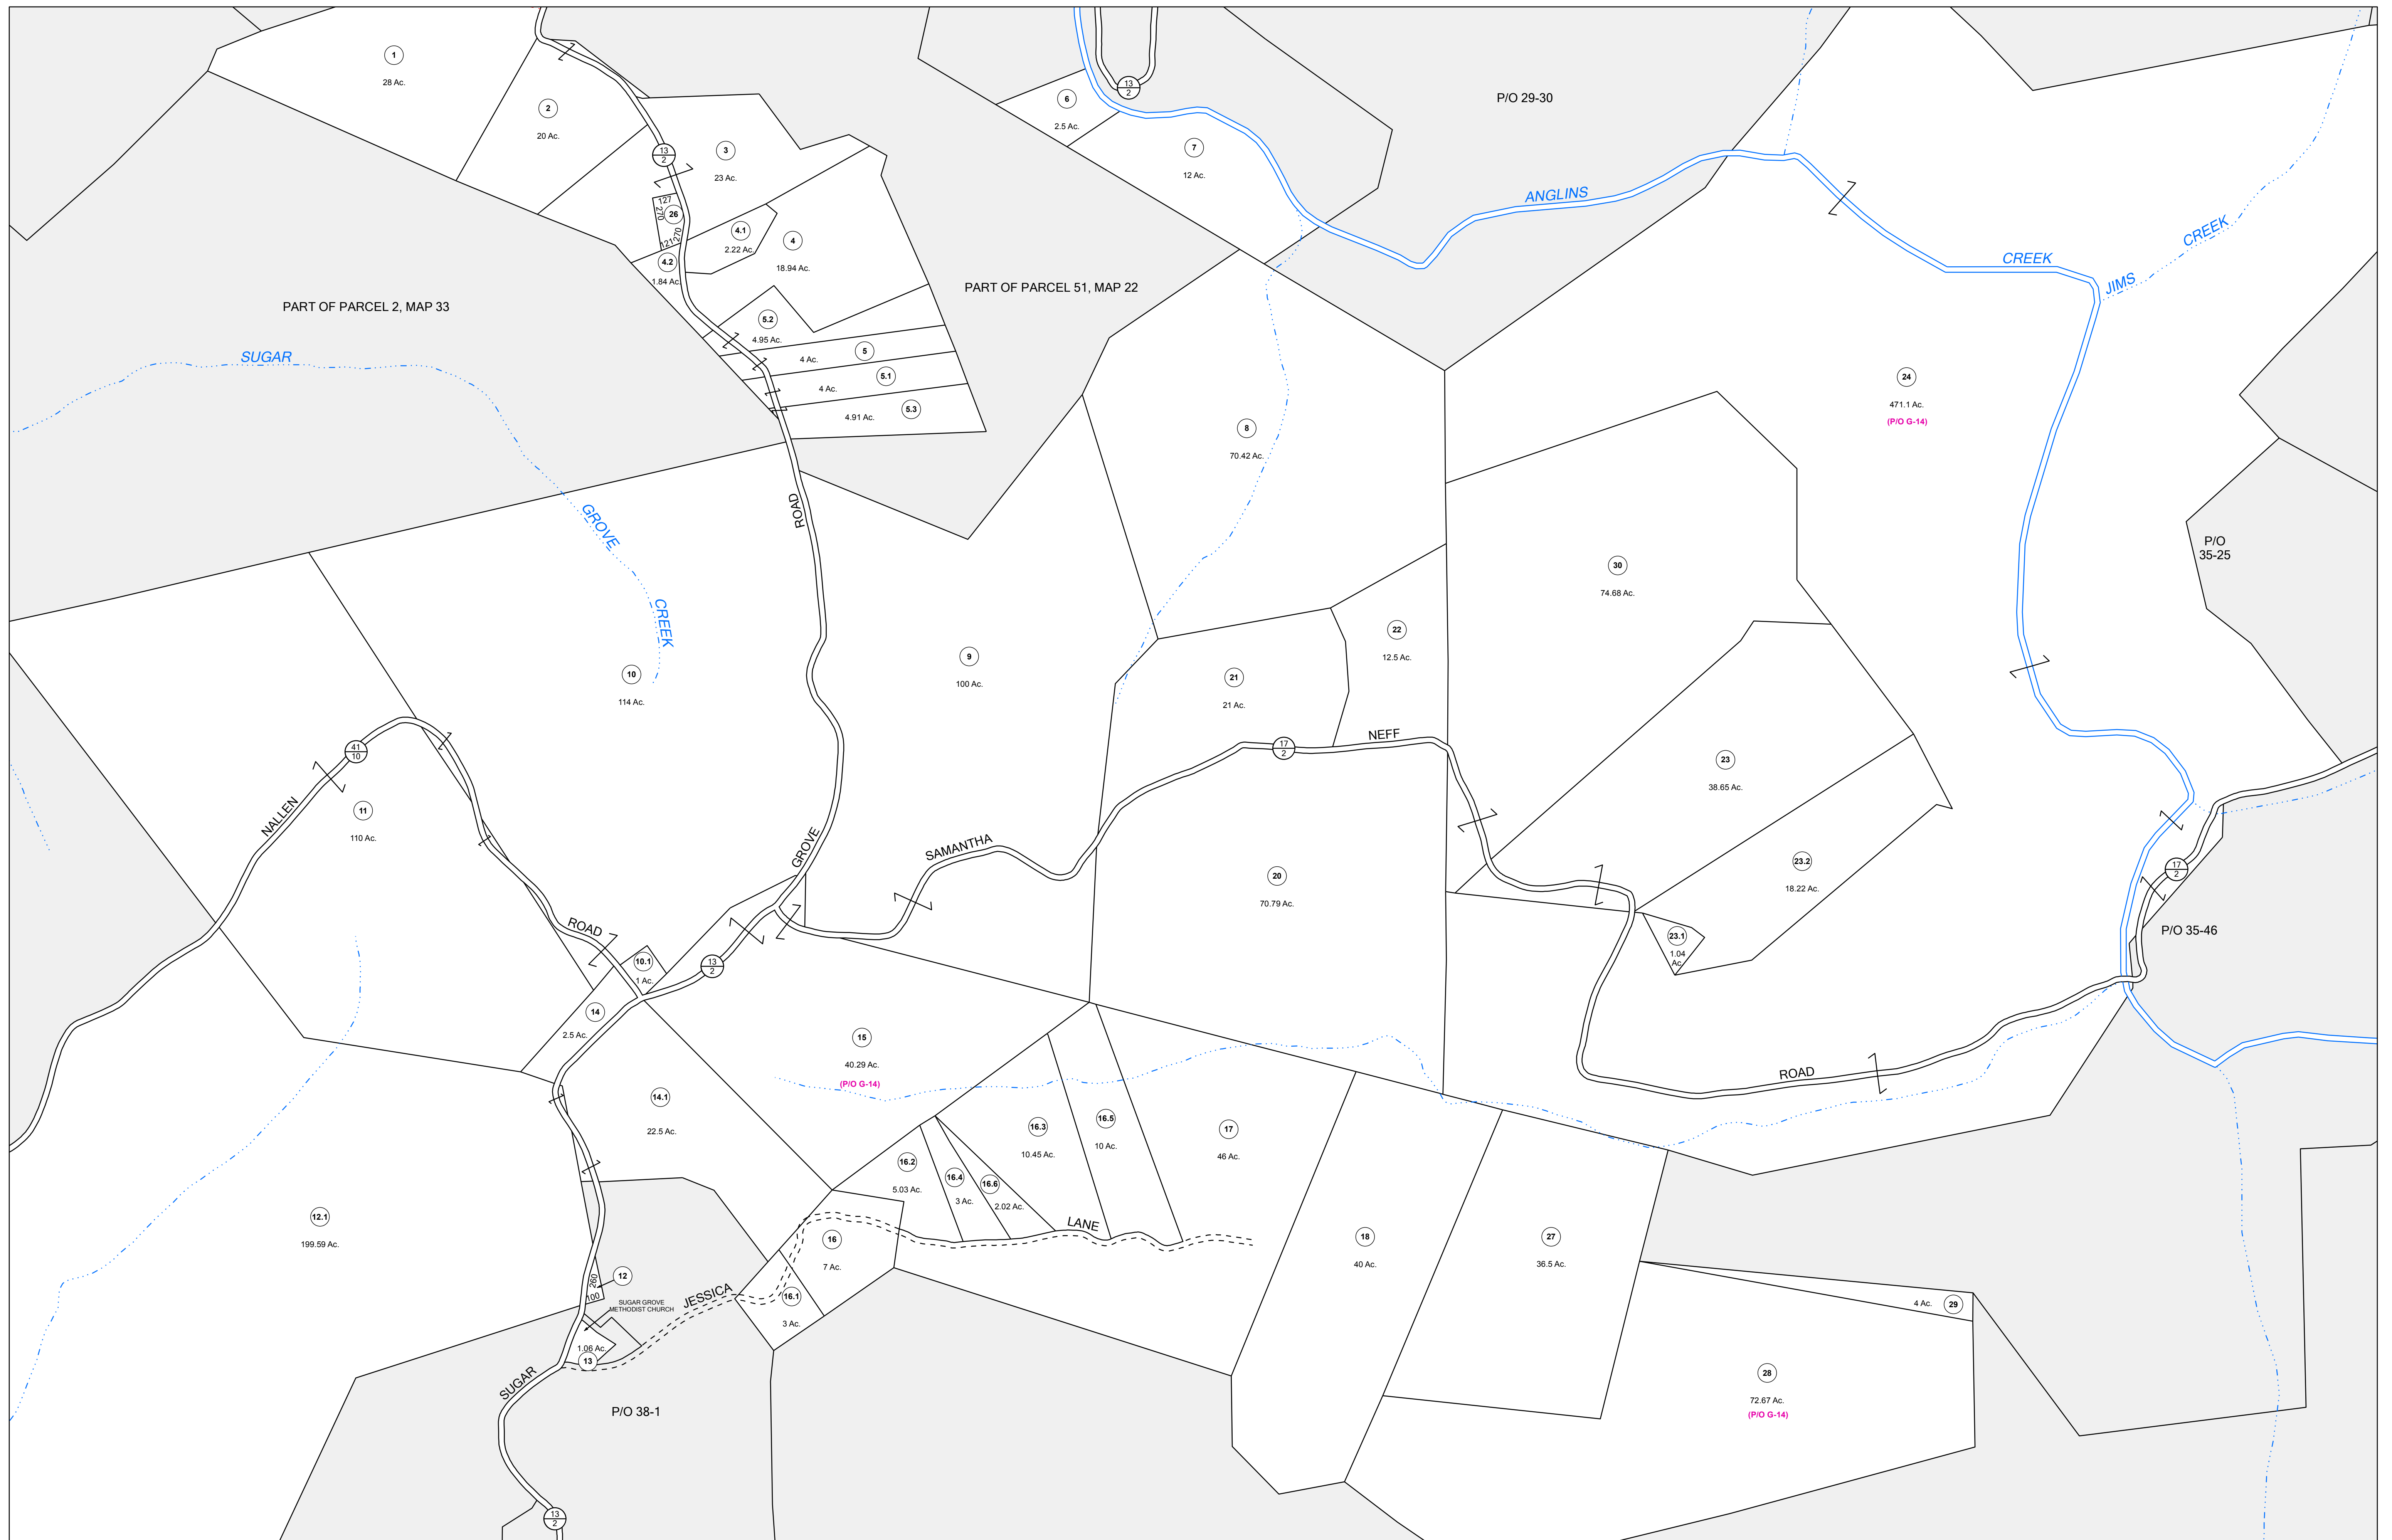 1
28 Ac.
2
20 Ac.
13
2
3
23 Ac.
127
270
26
270
121
4.1
2.22 Ac.
4
18.94 Ac.
4.2
1.84 Ac.
5.2
4.95 Ac.
5
4 Ac.
5.1
4 Ac.
5.3
4.91 Ac.
6
2.5 Ac.
13
2
7
12 Ac.
P/O 29-30
ANGLINS
CREEK
JIMS
CREEK
PART OF PARCEL 2, MAP 33
PART OF PARCEL 51, MAP 22
SUGAR
GROVE
CREEK
ROAD
8
70.42 Ac.
24
471.1 Ac.
(P/O G-14)
P/O
35-25
30
74.68 Ac.
22
12.5 Ac.
9
100 Ac.
10
114 Ac.
21
21 Ac.
17
2
NEFF
41
10
NALLEN
11
110 Ac.
23
38.65 Ac.
GROVE
SAMANTHA
20
70.79 Ac.
23.2
18.22 Ac.
17
2
P/O 35-46
23.1
1.04
Ac.
ROAD
10.1
1 Ac.
13
2
14
2.5 Ac.
15
40.29 Ac.
(P/O G-14)
ROAD
14.1
22.5 Ac.
16.3
10.45 Ac.
16.5
10 Ac.
17
46 Ac.
16.2
5.03 Ac.
16.4
3 Ac.
16.6
2.02 Ac.
12.1
199.59 Ac.
LANE
16
7 Ac.
18
40 Ac.
27
36.5 Ac.
12
260
100
SUGAR GROVE
METHODIST CHURCH
JESSICA
16.1
3 Ac.
4 Ac.
29
1.06 Ac.
13
SUGAR
P/O 38-1
28
72.67 Ac.
(P/O G-14)
13
2